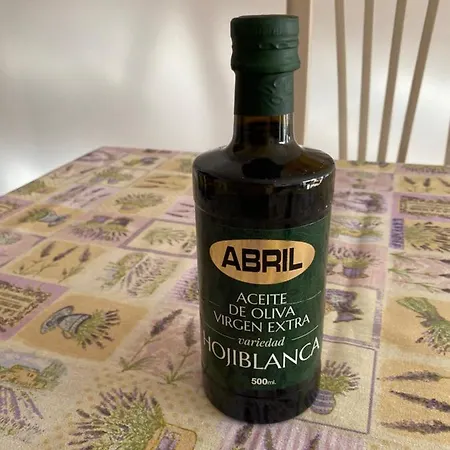 ABRIL
ACEITE
DE OLIVA
VIRGEN EXTRA
variedad
HOJIBLANCA
500ml.